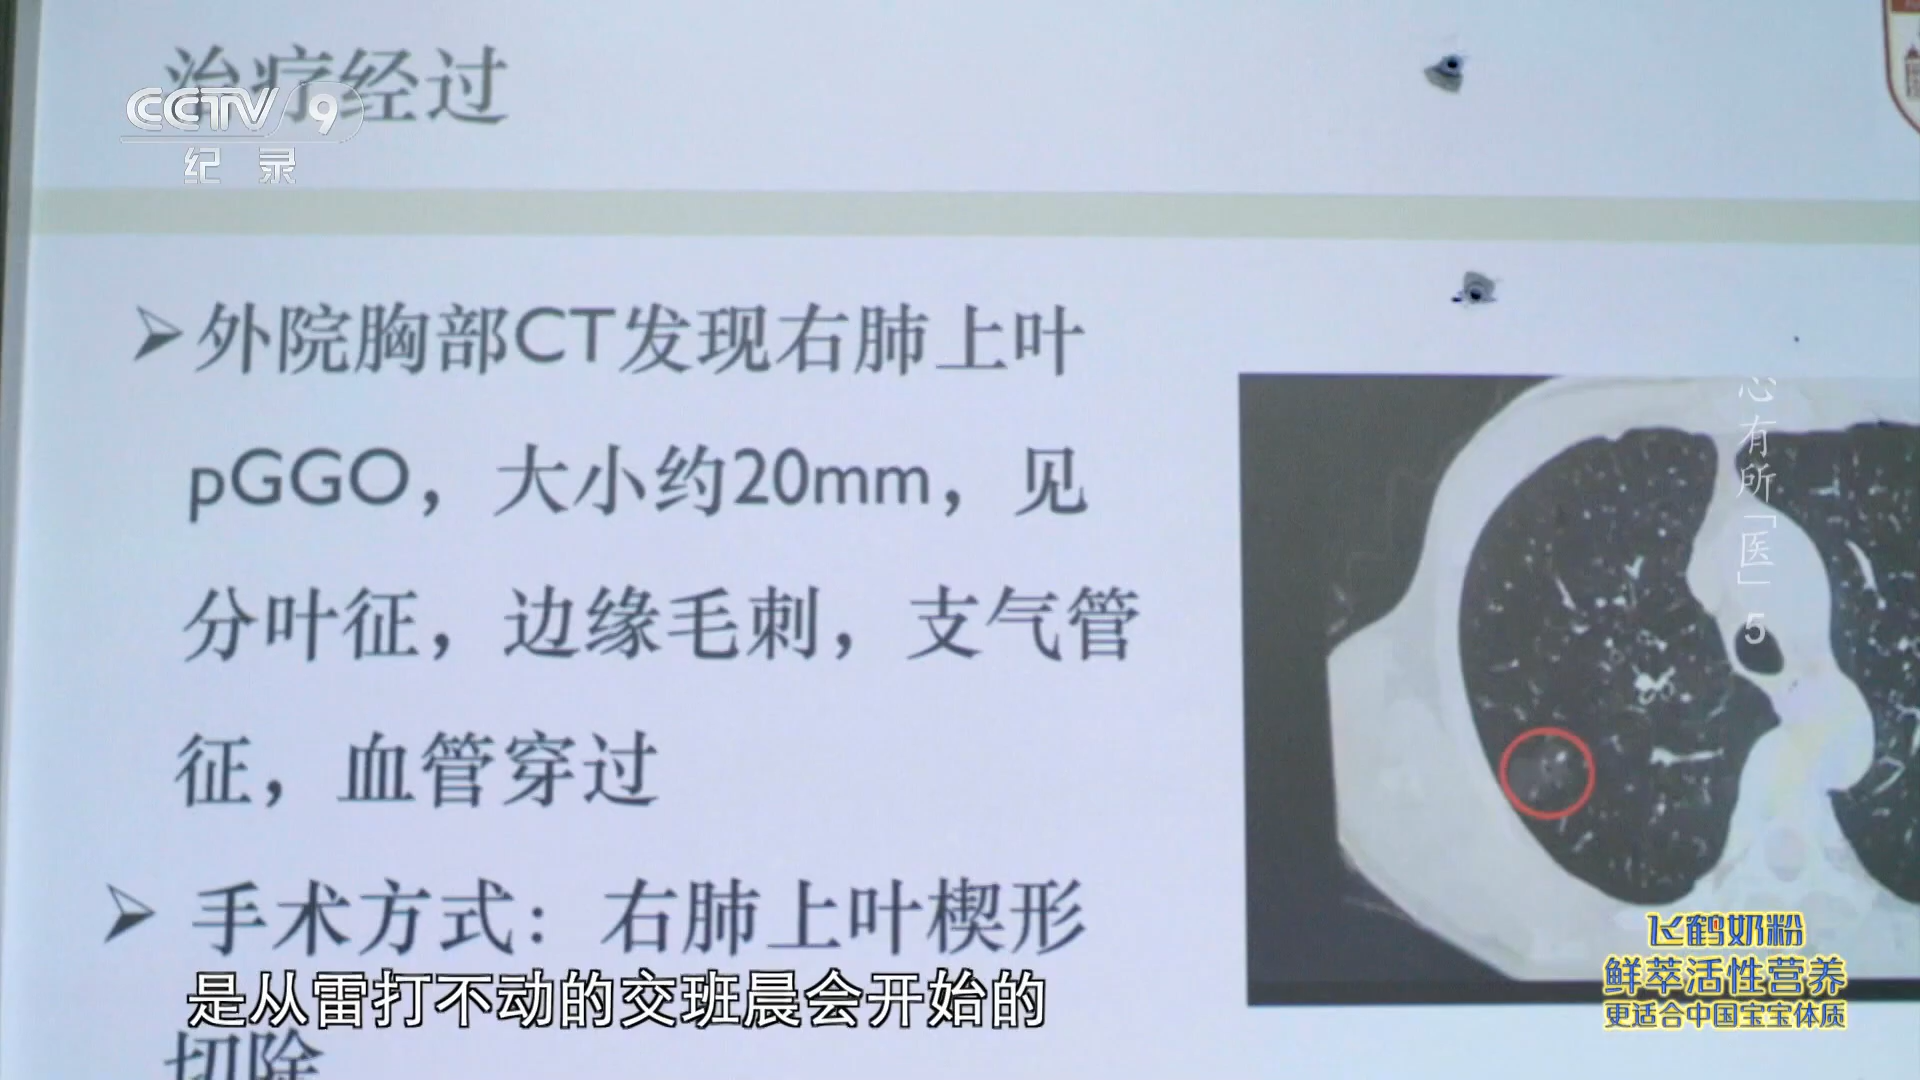 治疗经过
CCTV 9
纪 录
外院胸部CT发现右肺上叶
pGGO，大小约20mm，见
分叶征，边缘毛刺，支气管
征，血管穿过
手术方式：右肺上叶楔形
切除
心有所「医」5
是从雷打不动的交班晨会开始的
飞鹤奶粉
鲜萃活性营养
更适合中国宝宝体质